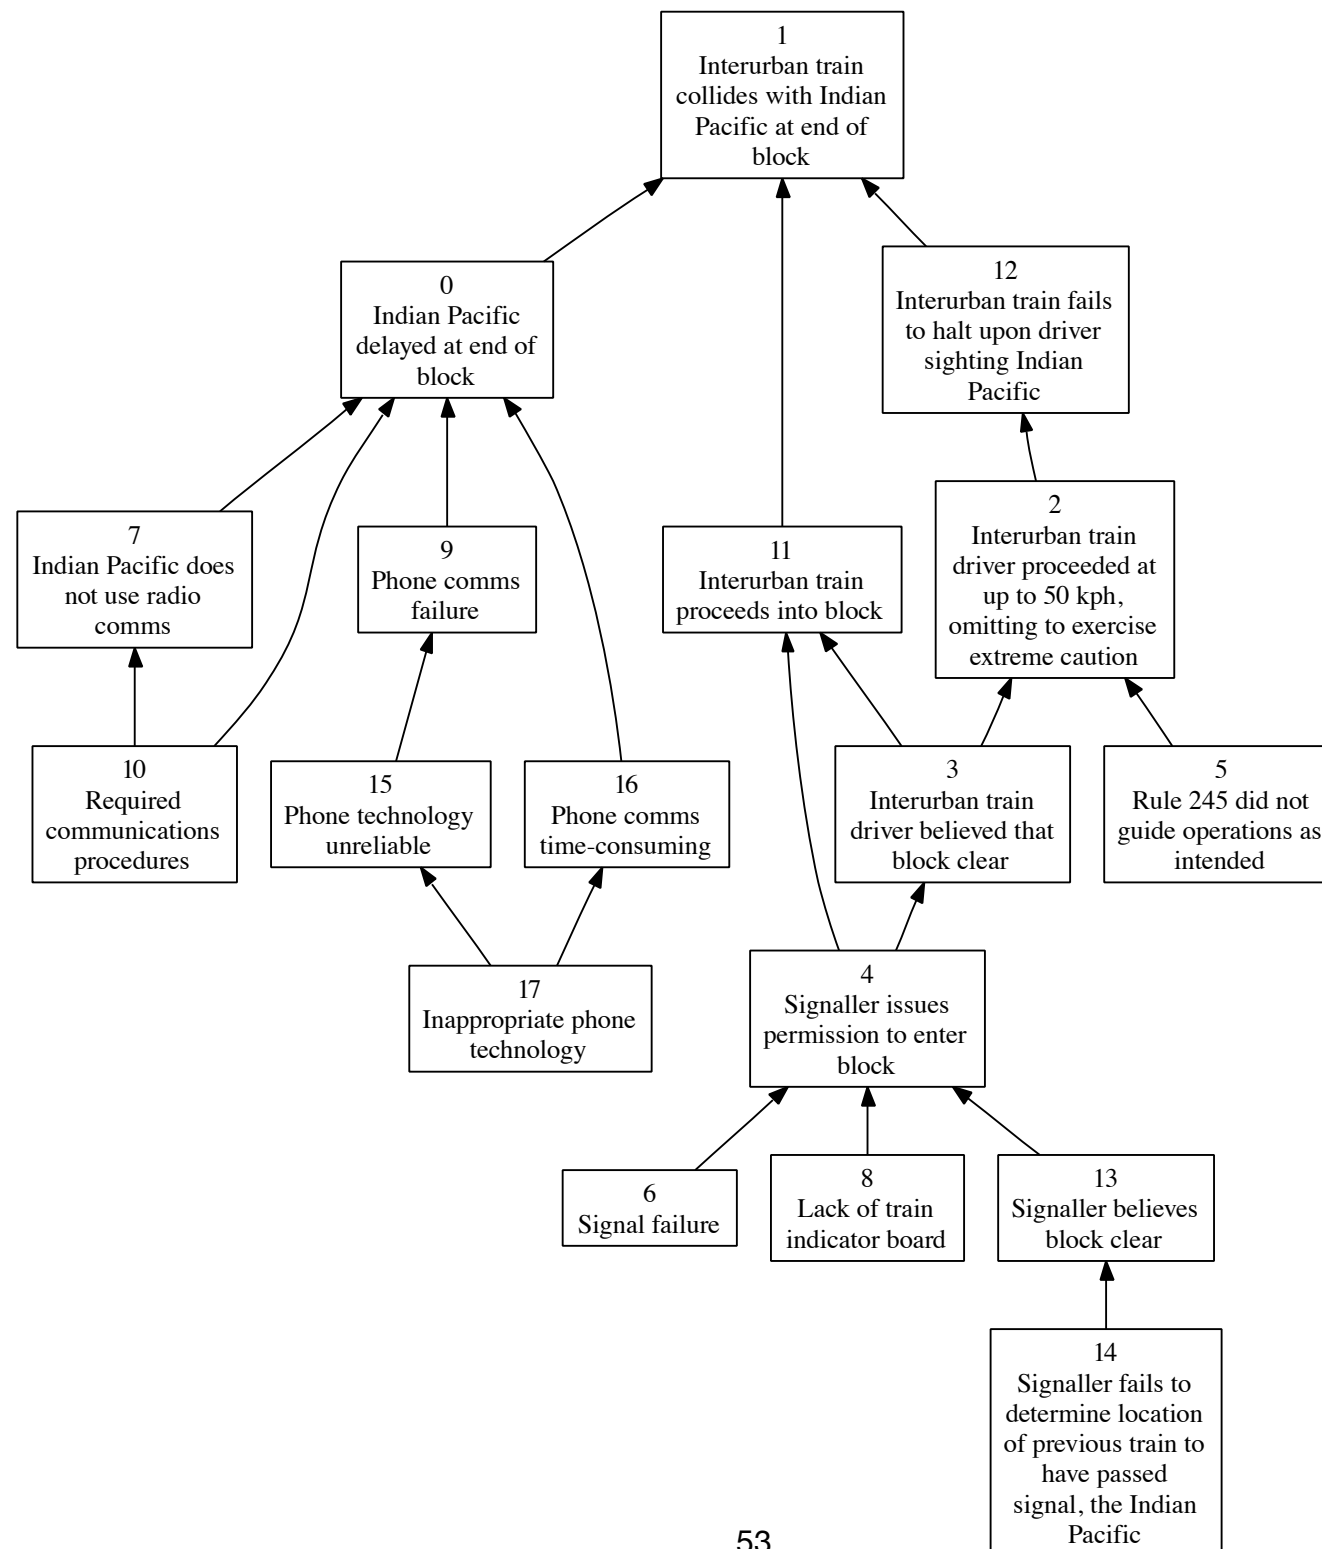 1
Interurban train
collides with Indian
Pacific at end of
block
0
Indian Pacific
delayed at end of
block
12
Interurban train fails
to halt upon driver
sighting Indian
Pacific
7
Indian Pacific does
not use radio
comms
9
Phone comms
failure
11
Interurban train
proceeds into block
2
Interurban train
driver proceeded at
up to 50 kph,
omitting to exercise
extreme caution
10
Required
communications
procedures
15
Phone technology
unreliable
16
Phone comms
time-consuming
3
Interurban train
driver believed that
block clear
5
Rule 245 did not
guide operations as
intended
17
Inappropriate phone
technology
4
Signaller issues
permission to enter
block
6
Signal failure
8
Lack of train
indicator board
13
Signaller believes
block clear
14
Signaller fails to
determine location
of previous train to
have passed
signal, the Indian
Pacific
53